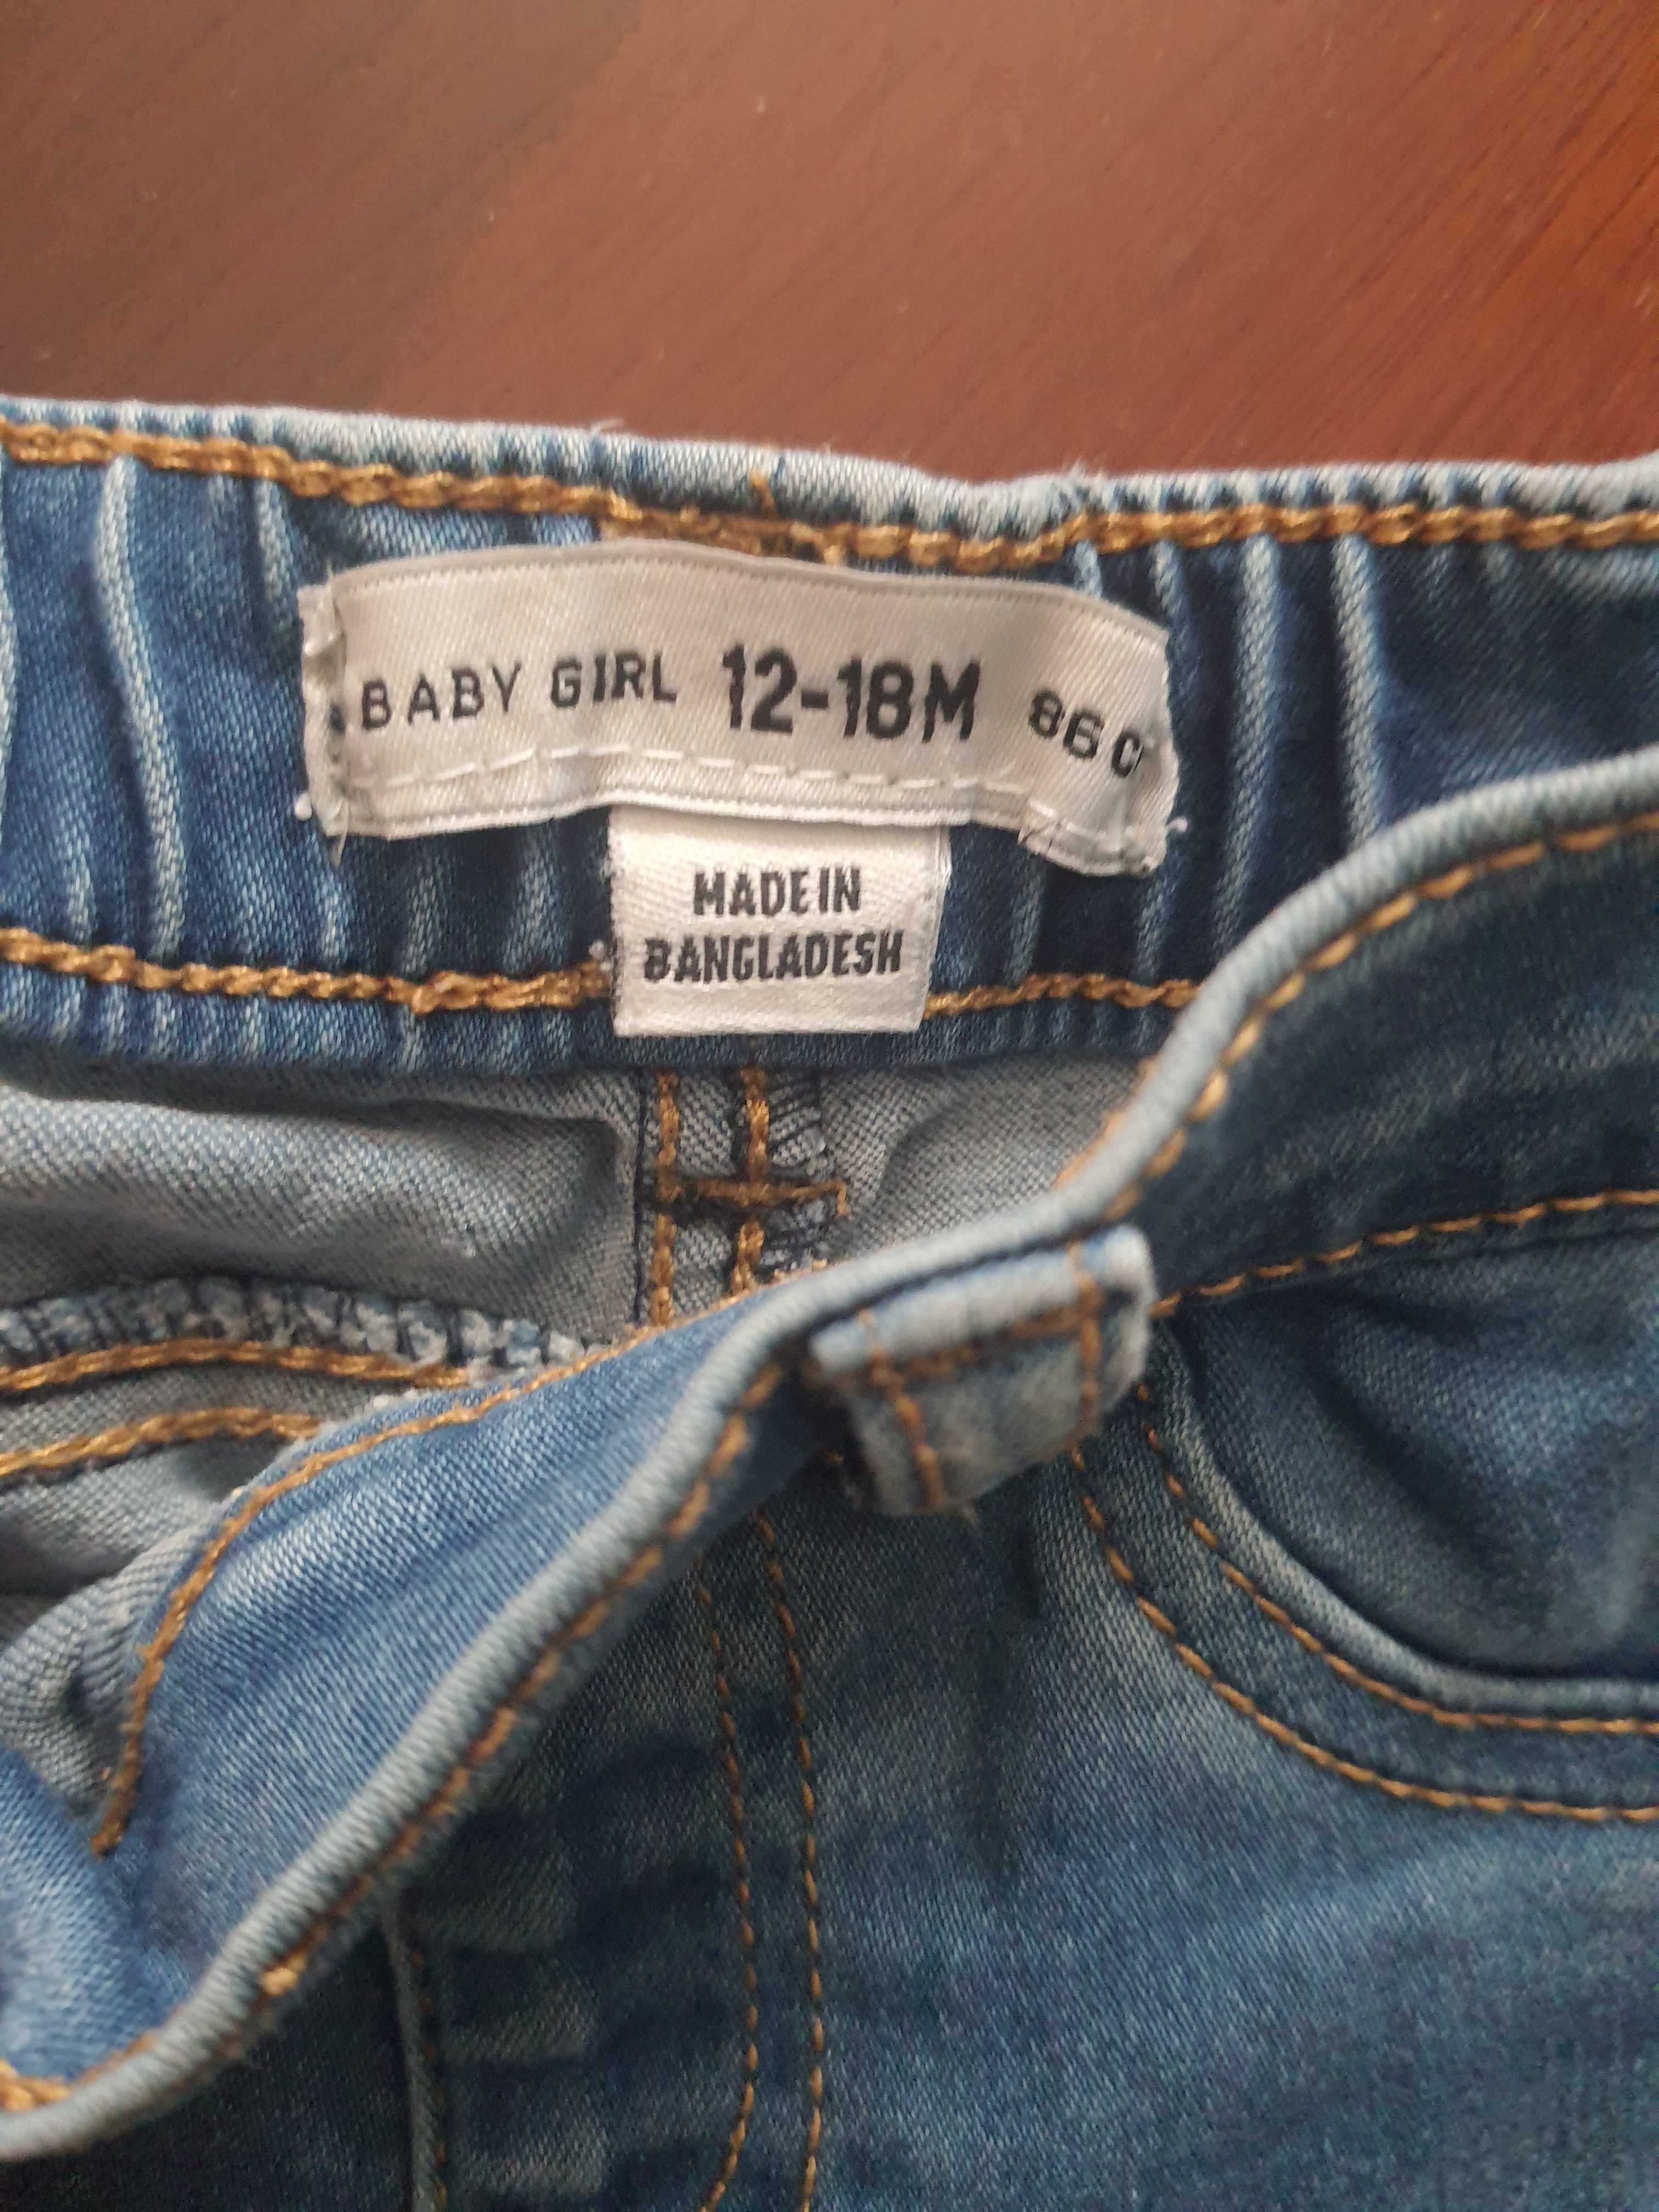 BABY GIRL 12-18M 86 C
MADE IN
BANGLADESH